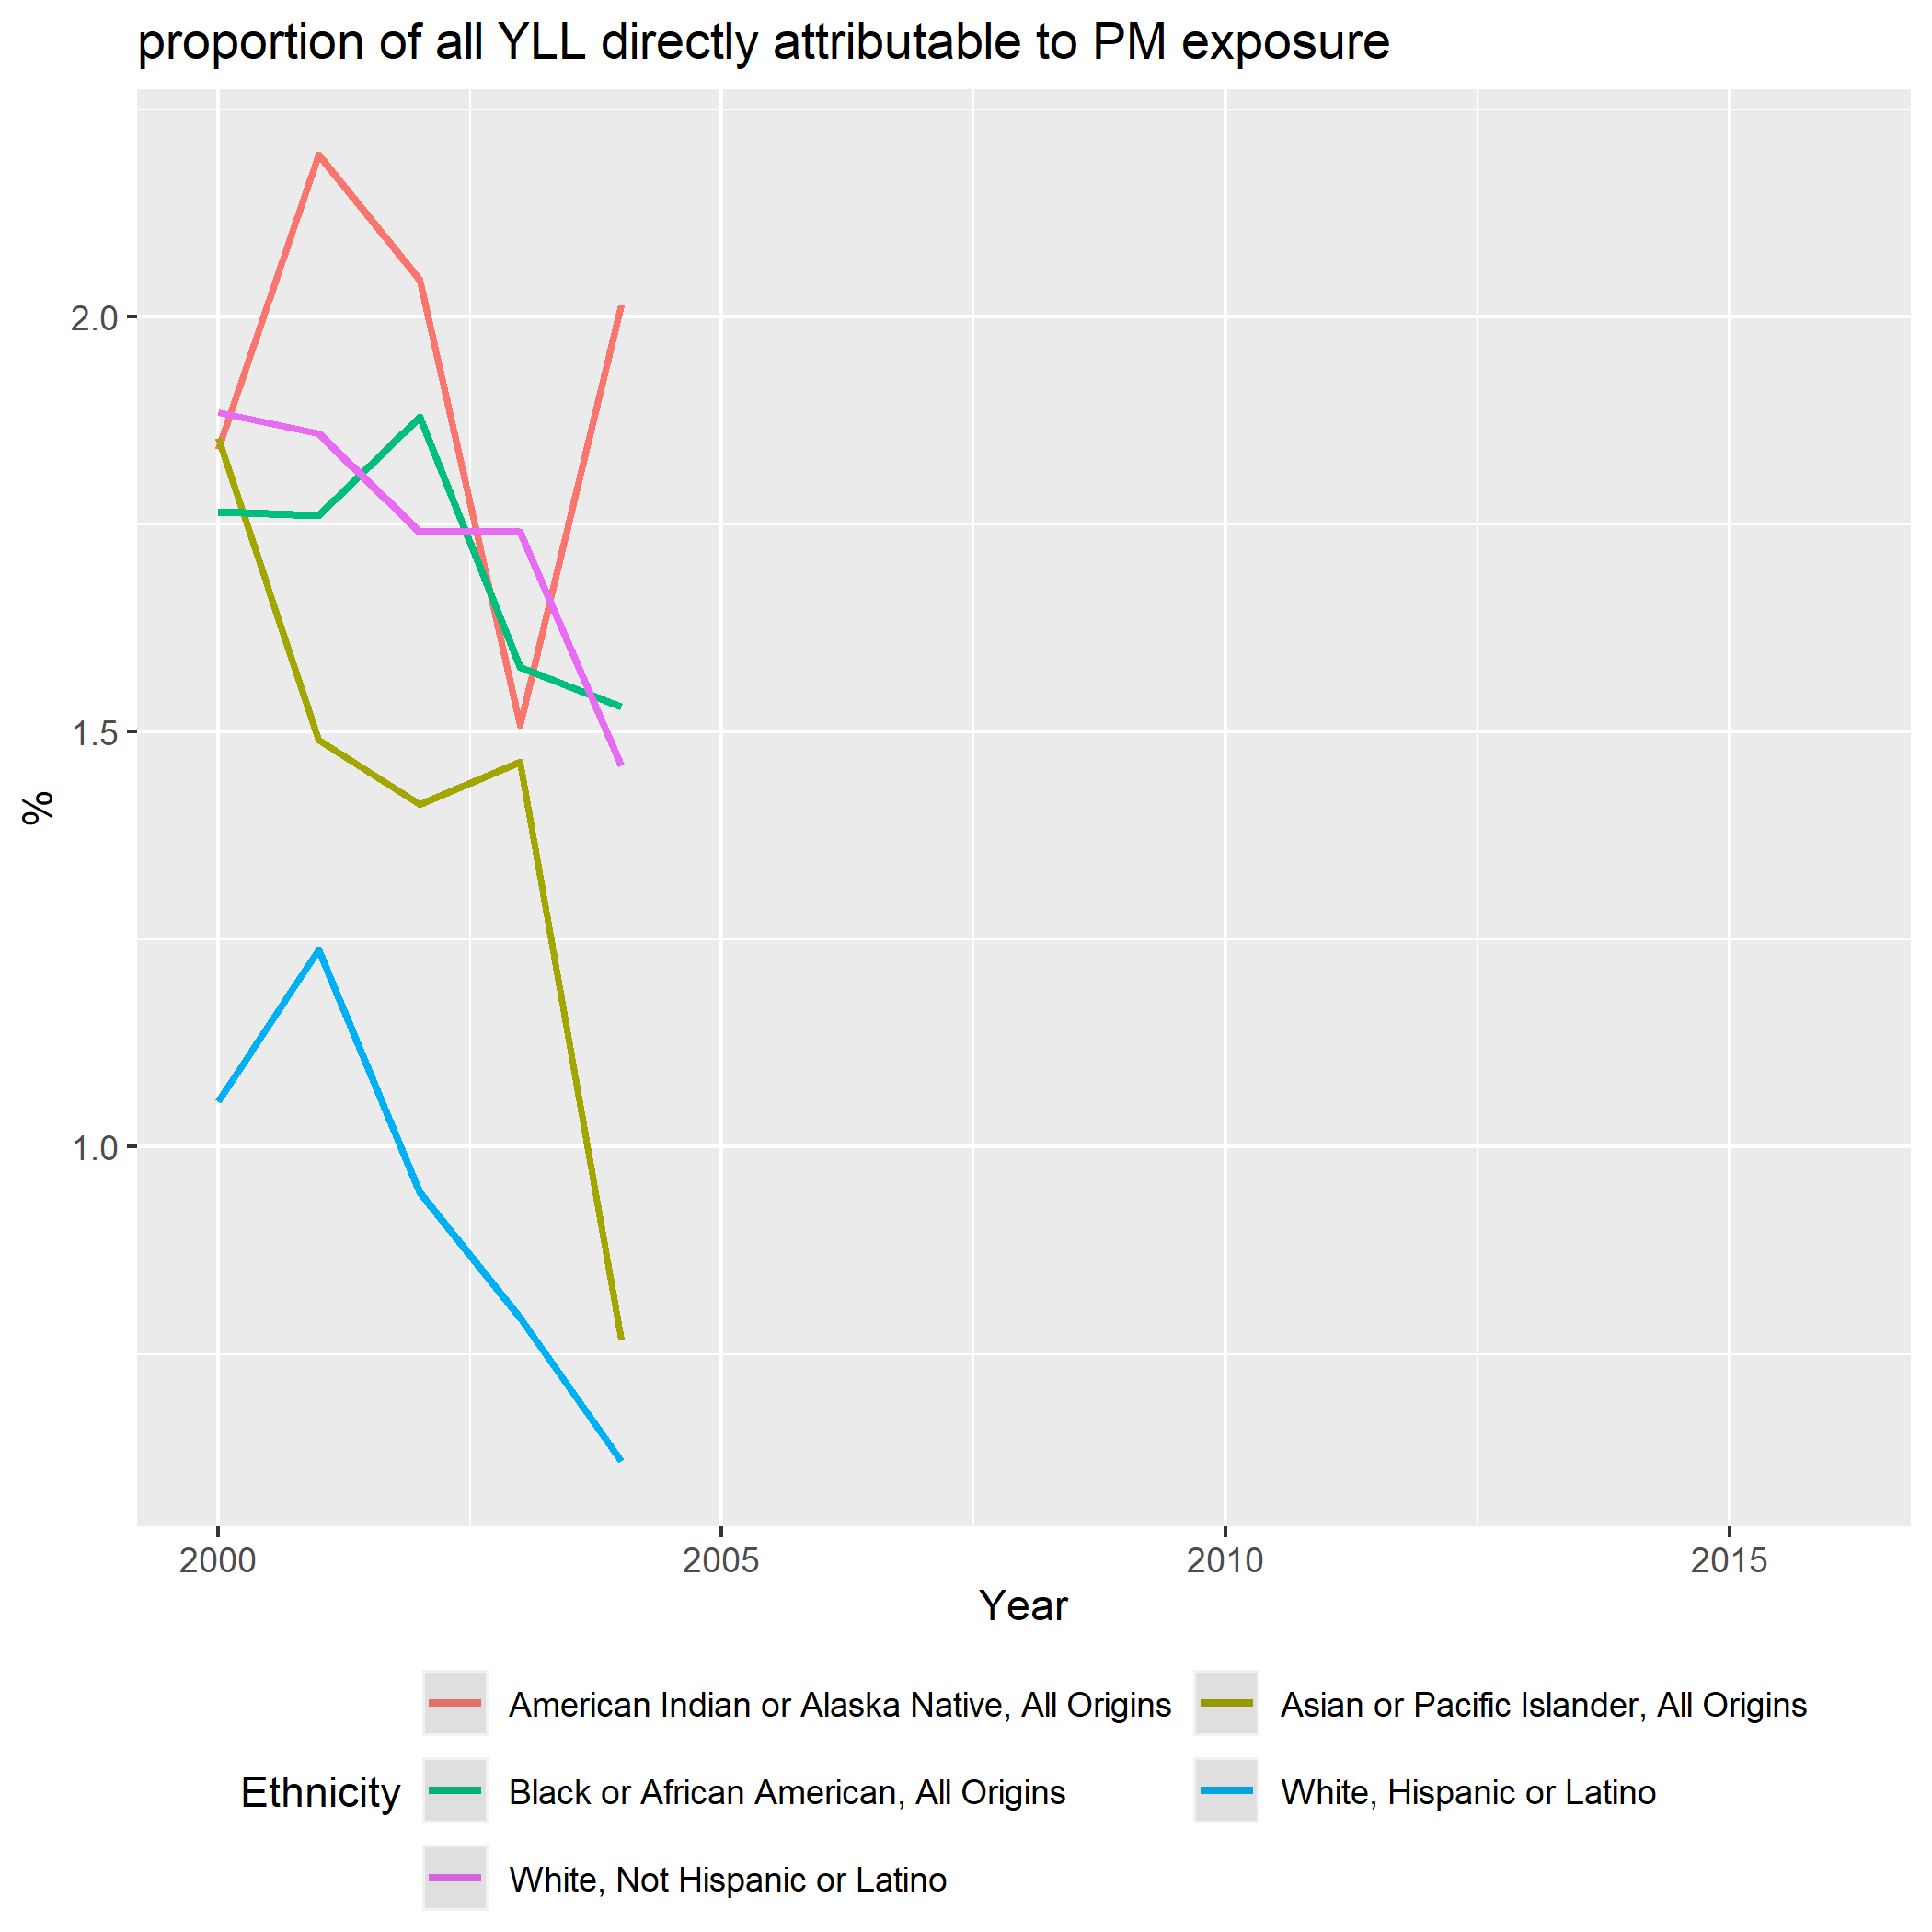 proportion of all YLL directly attributable to PM exposure
2.0
1.5
1.0
%
2000 2005 2010 2015
Year
Ethnicity
American Indian or Alaska Native, All Origins
Asian or Pacific Islander, All Origins
Black or African American, All Origins
White, Hispanic or Latino
White, Not Hispanic or Latino